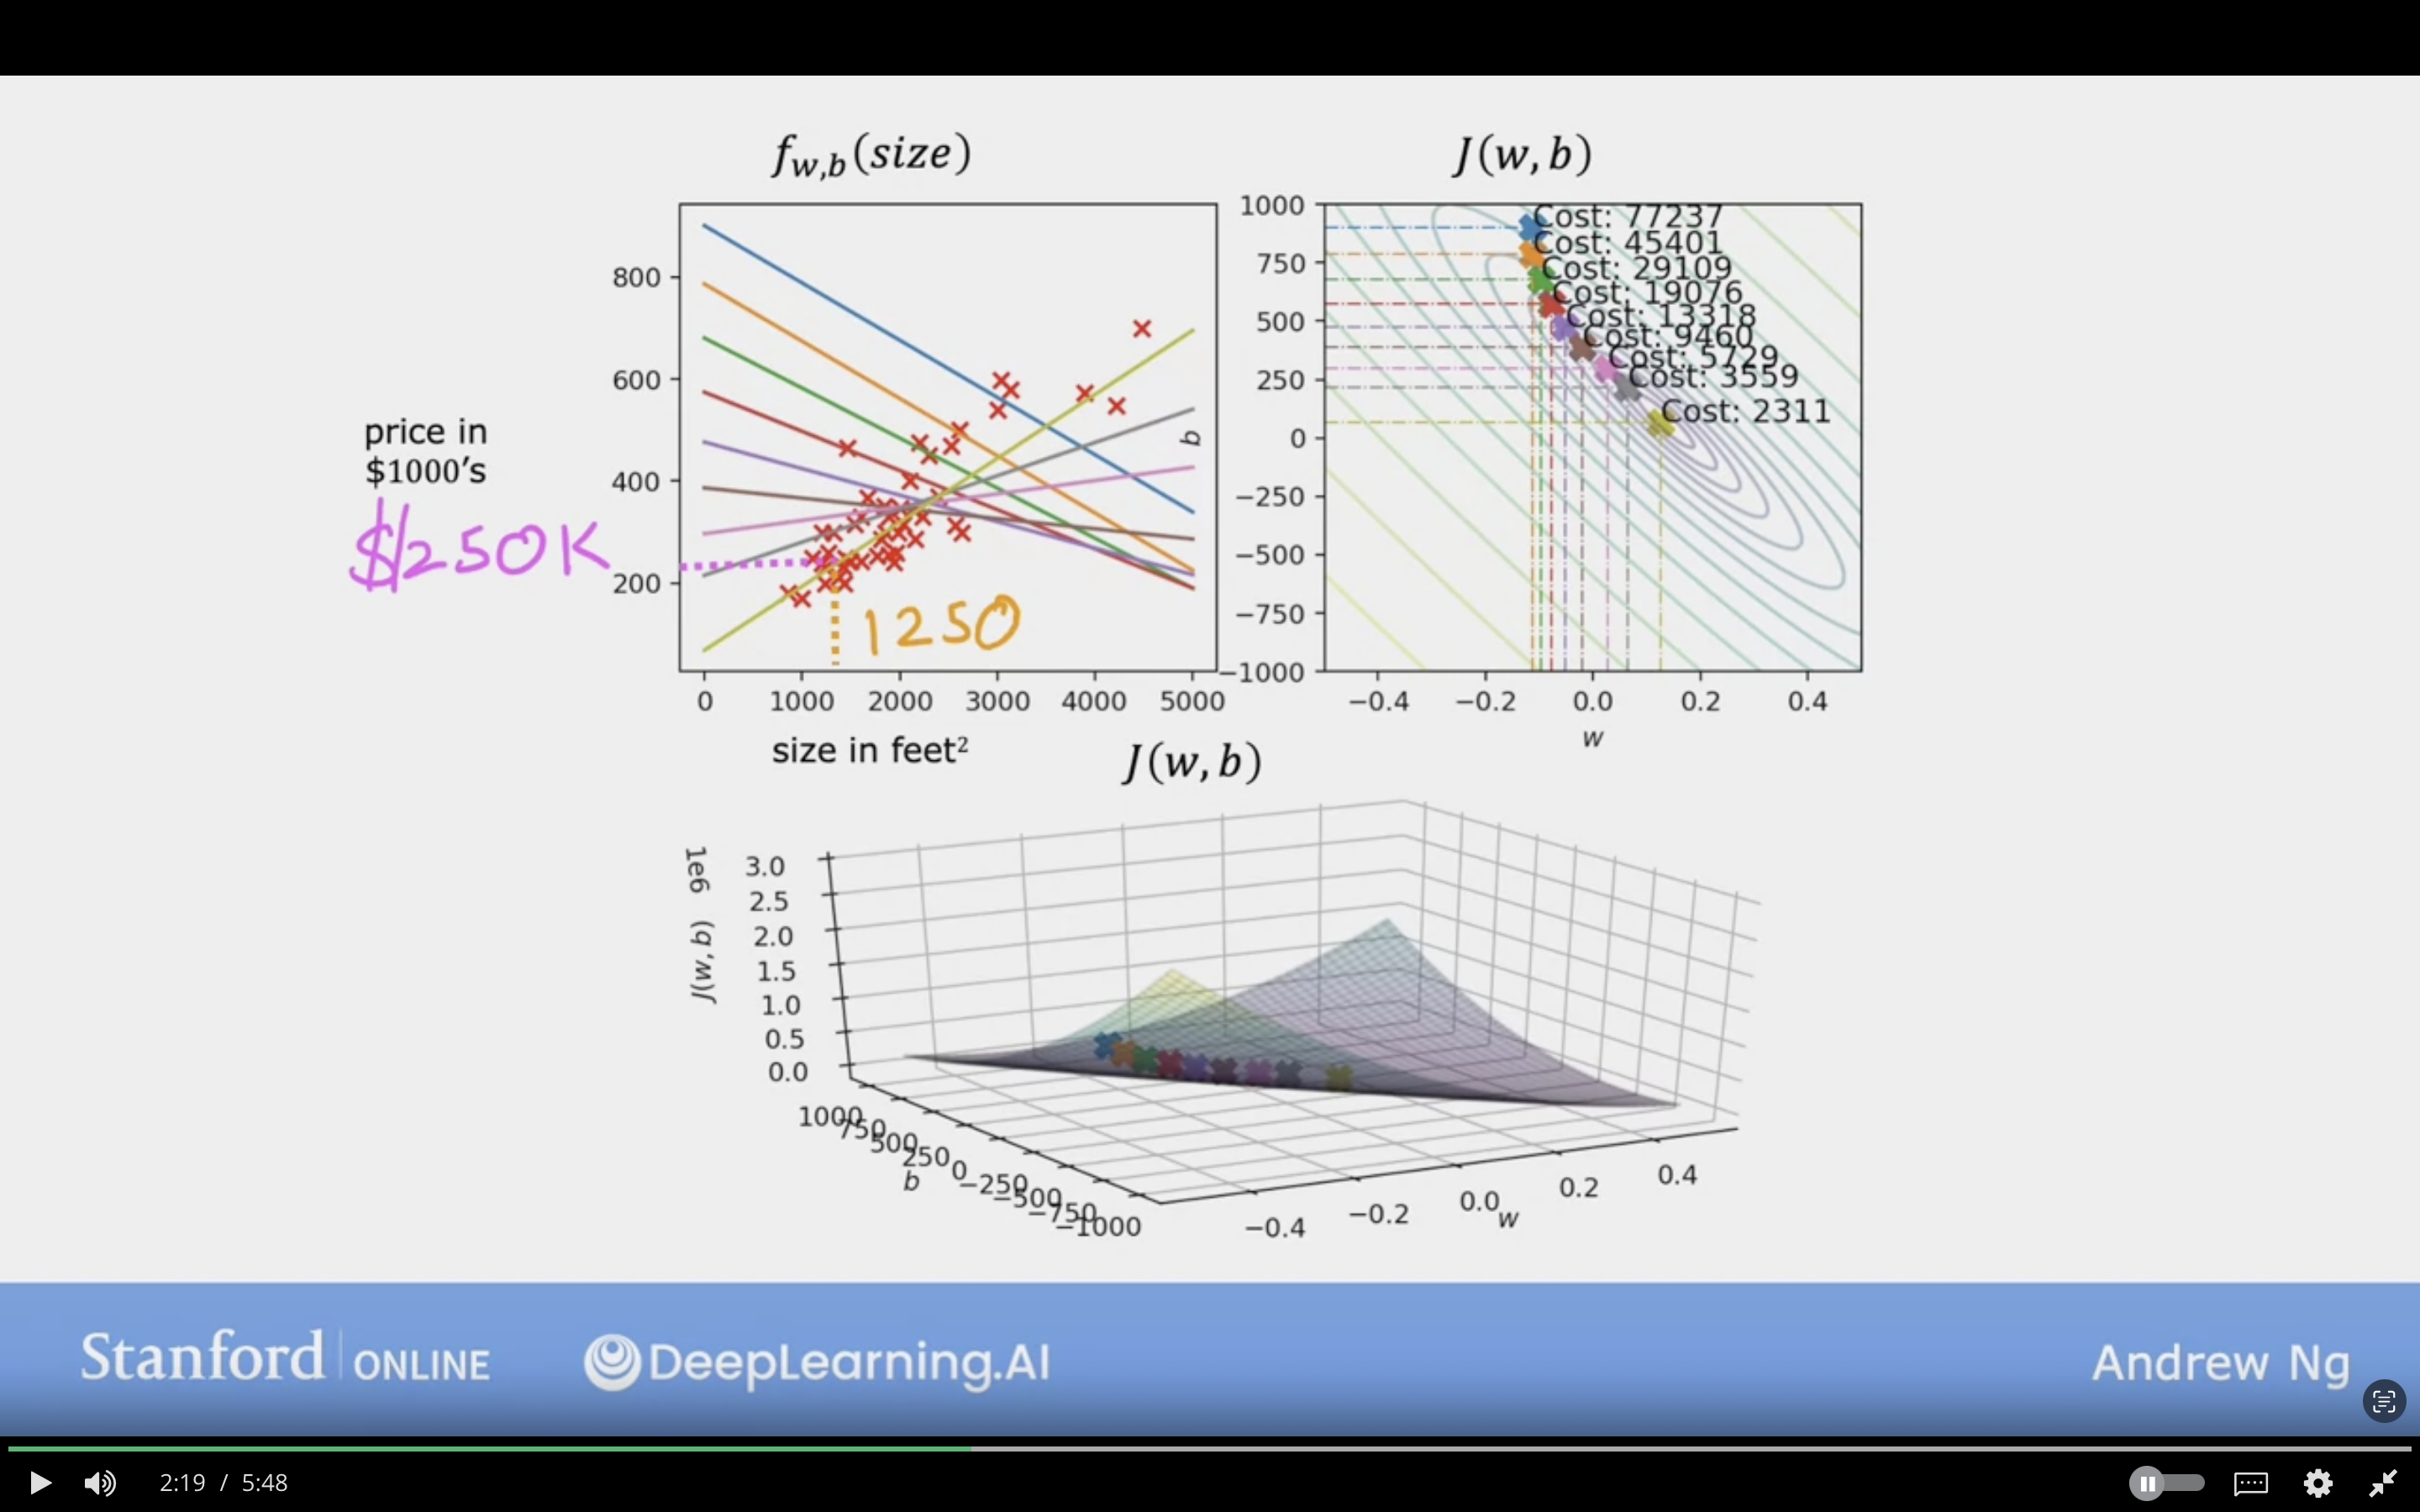 f_{w,b}(size)
J(w, b)
800
600
400
200
price in
$1000's
$250K
1250
0 1000 2000 3000 4000 5000
size in feet²
1000
750
500
250
0
−250
−500
−750
−1000
b
Cost: 77237
Cost: 45401
Cost: 29109
Cost: 19076
Cost: 13318
Cost: 9460
Cost: 5729
Cost: 3559
Cost: 2311
−0.4 −0.2 0.0 0.2 0.4
w
J(w, b)
1e6
J(w, b)
3.0
2.5
2.0
1.5
1.0
0.5
0.0
1000
750
500
250
0
−250
−500
−750
−1000
b
−0.4 −0.2 0.0 0.2 0.4
w
Stanford ONLINE
DeepLearning.AI
Andrew Ng
2:19 / 5:48